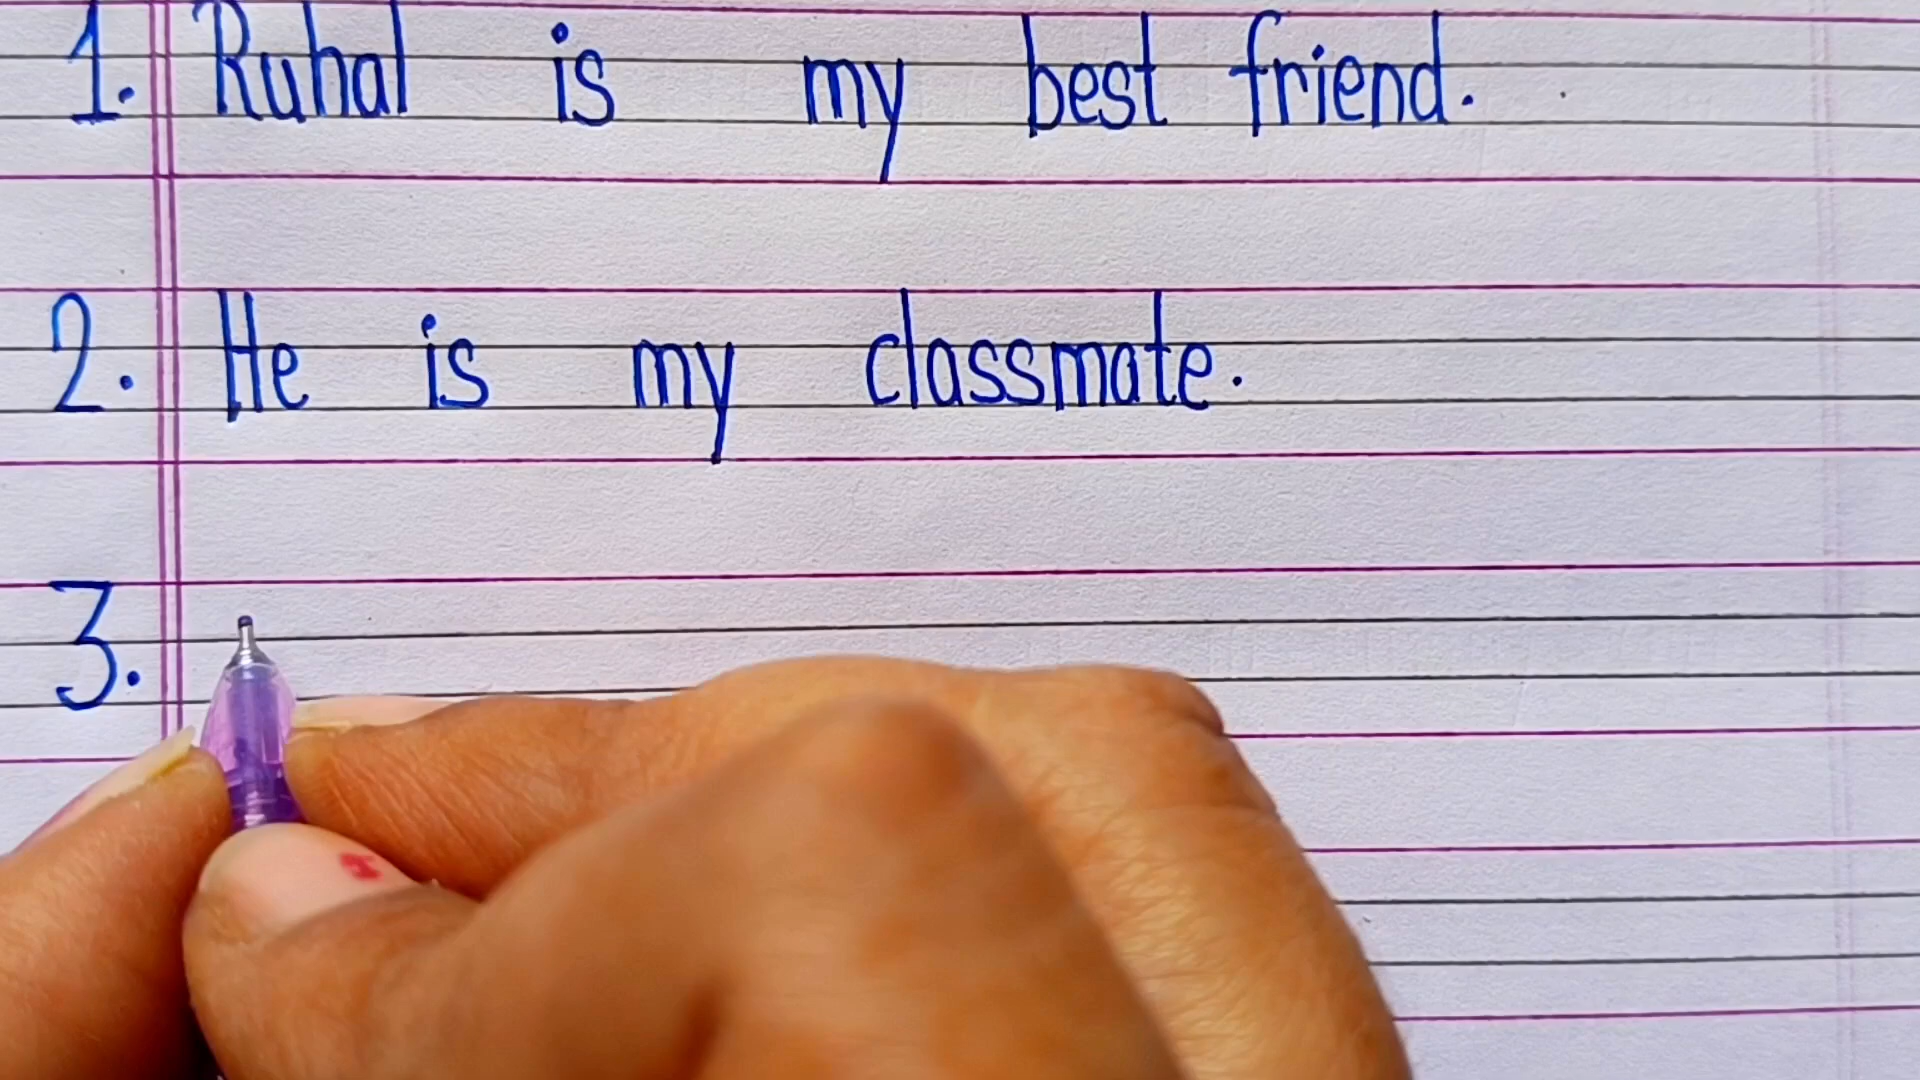 1. Ruhal is my best friend.
2. He is my classmate.
3.